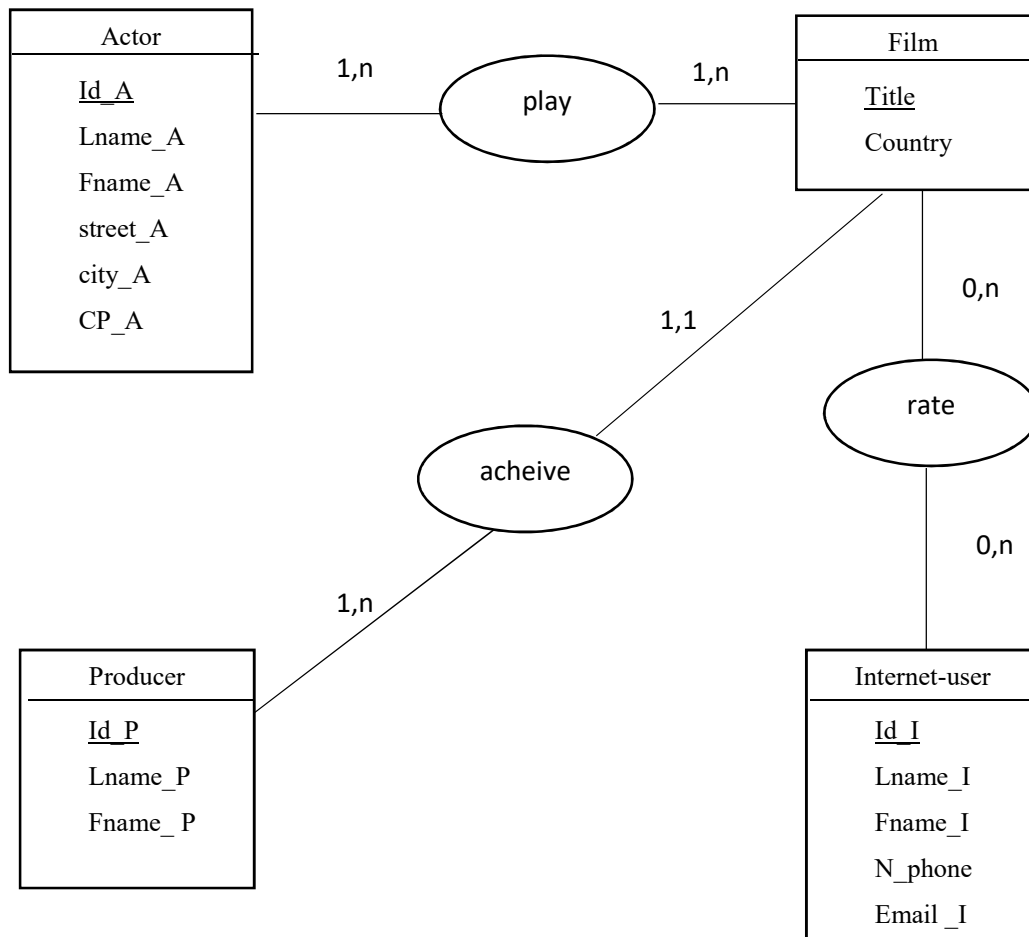 Actor
Id_A
Lname_A
Fname_A
street_A
city_A
CP_A
1,n
play
1,n
Film
Title
Country
1,1
0,n
acheive
rate
1,n
0,n
Producer
Id_P
Lname_P
Fname_ P
Internet-user
Id_I
Lname_I
Fname_I
N_phone
Email _I